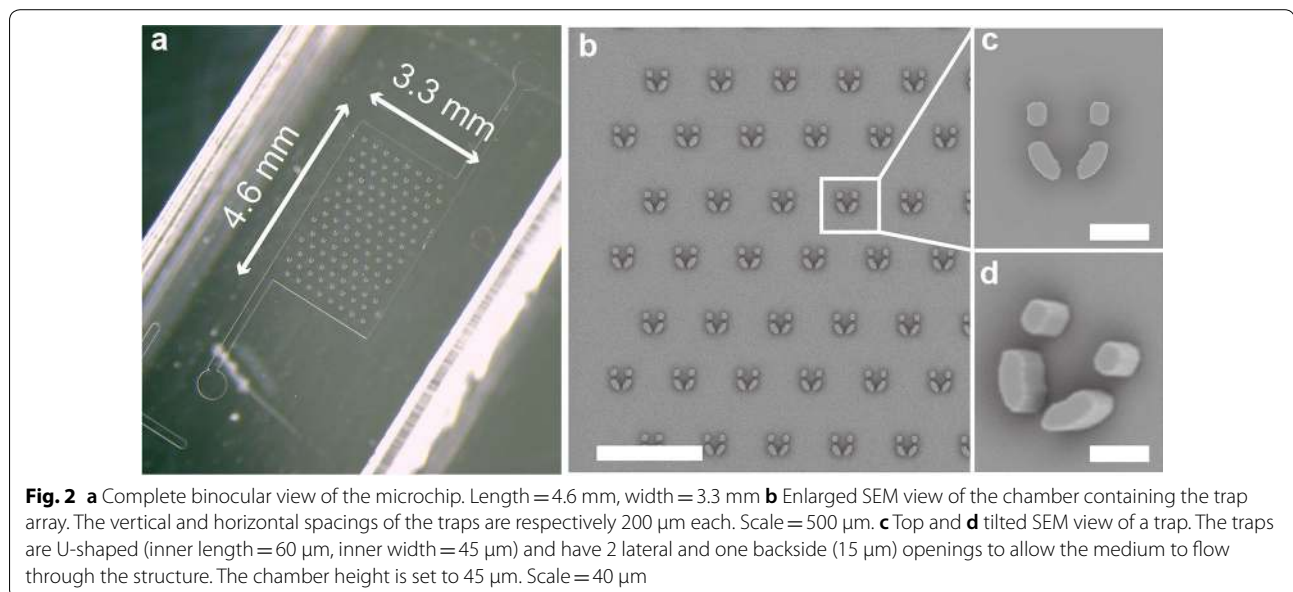 a
3.3 mm
4.6 mm
b
c
d
Fig. 2 a Complete binocular view of the microchip. Length = 4.6 mm, width = 3.3 mm b Enlarged SEM view of the chamber containing the trap
array. The vertical and horizontal spacings of the traps are respectively 200 μm each. Scale = 500 μm. c Top and d tilted SEM view of a trap. The traps
are U-shaped (inner length = 60 μm, inner width = 45 μm) and have 2 lateral and one backside (15 μm) openings to allow the medium to flow
through the structure. The chamber height is set to 45 μm. Scale = 40 μm